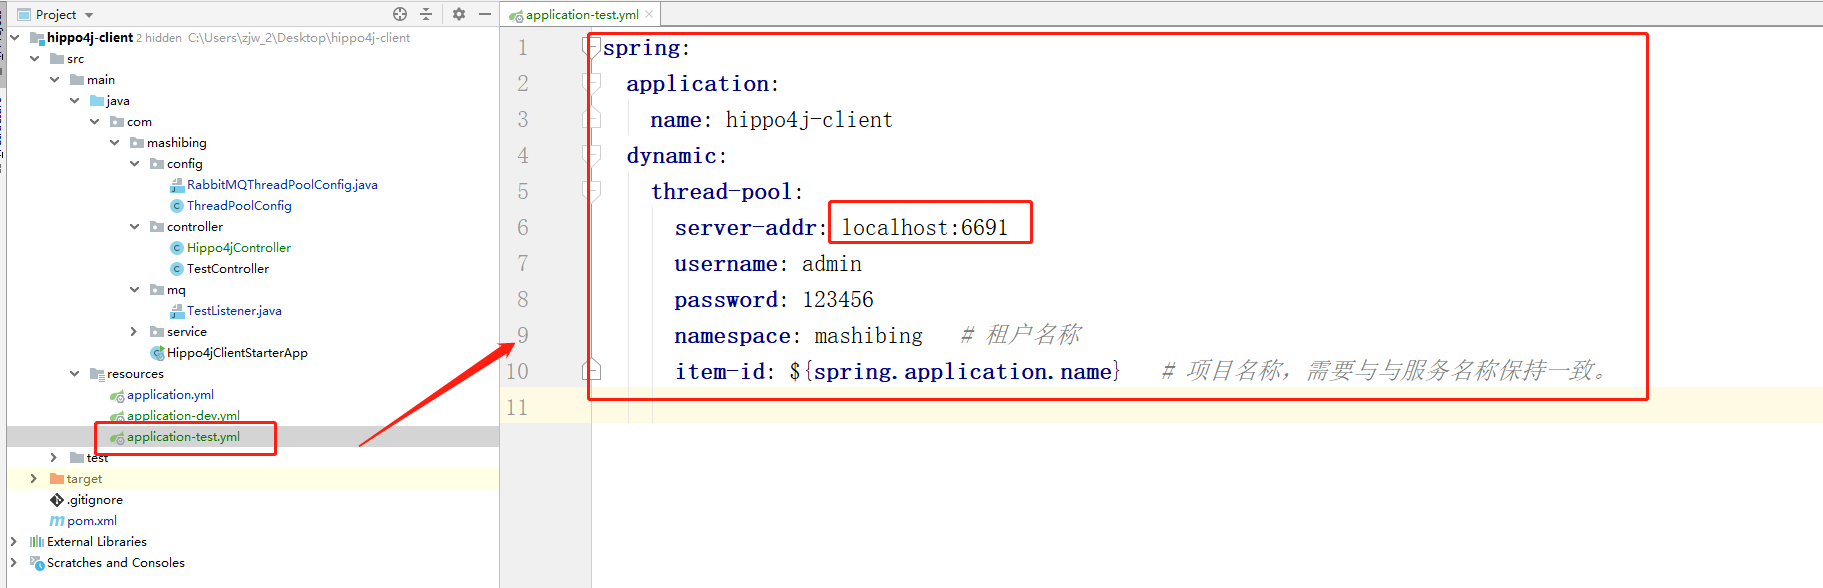 Project
hippo4j-client 2 hidden C:\Users\zjw_2\Desktop\hippo4j-client
src
main
java
com
mashibing
config
RabbitMQThreadPoolConfig.java
ThreadPoolConfig
controller
Hippo4jController
TestController
mq
TestListener.java
service
Hippo4jClientStarterApp
resources
application.yml
application-dev.yml
application-test.yml
test
target
.gitignore
pom.xml
External Libraries
Scratches and Consoles
application-test.yml
1 spring:
2 application:
3 name: hippo4j-client
4 dynamic:
5 thread-pool:
6 server-addr: localhost:6691
7 username: admin
8 password: 123456
9 namespace: mashibing # 租户名称
10 item-id: ${spring.application.name} # 项目名称，需要与与服务名称保持一致。
11